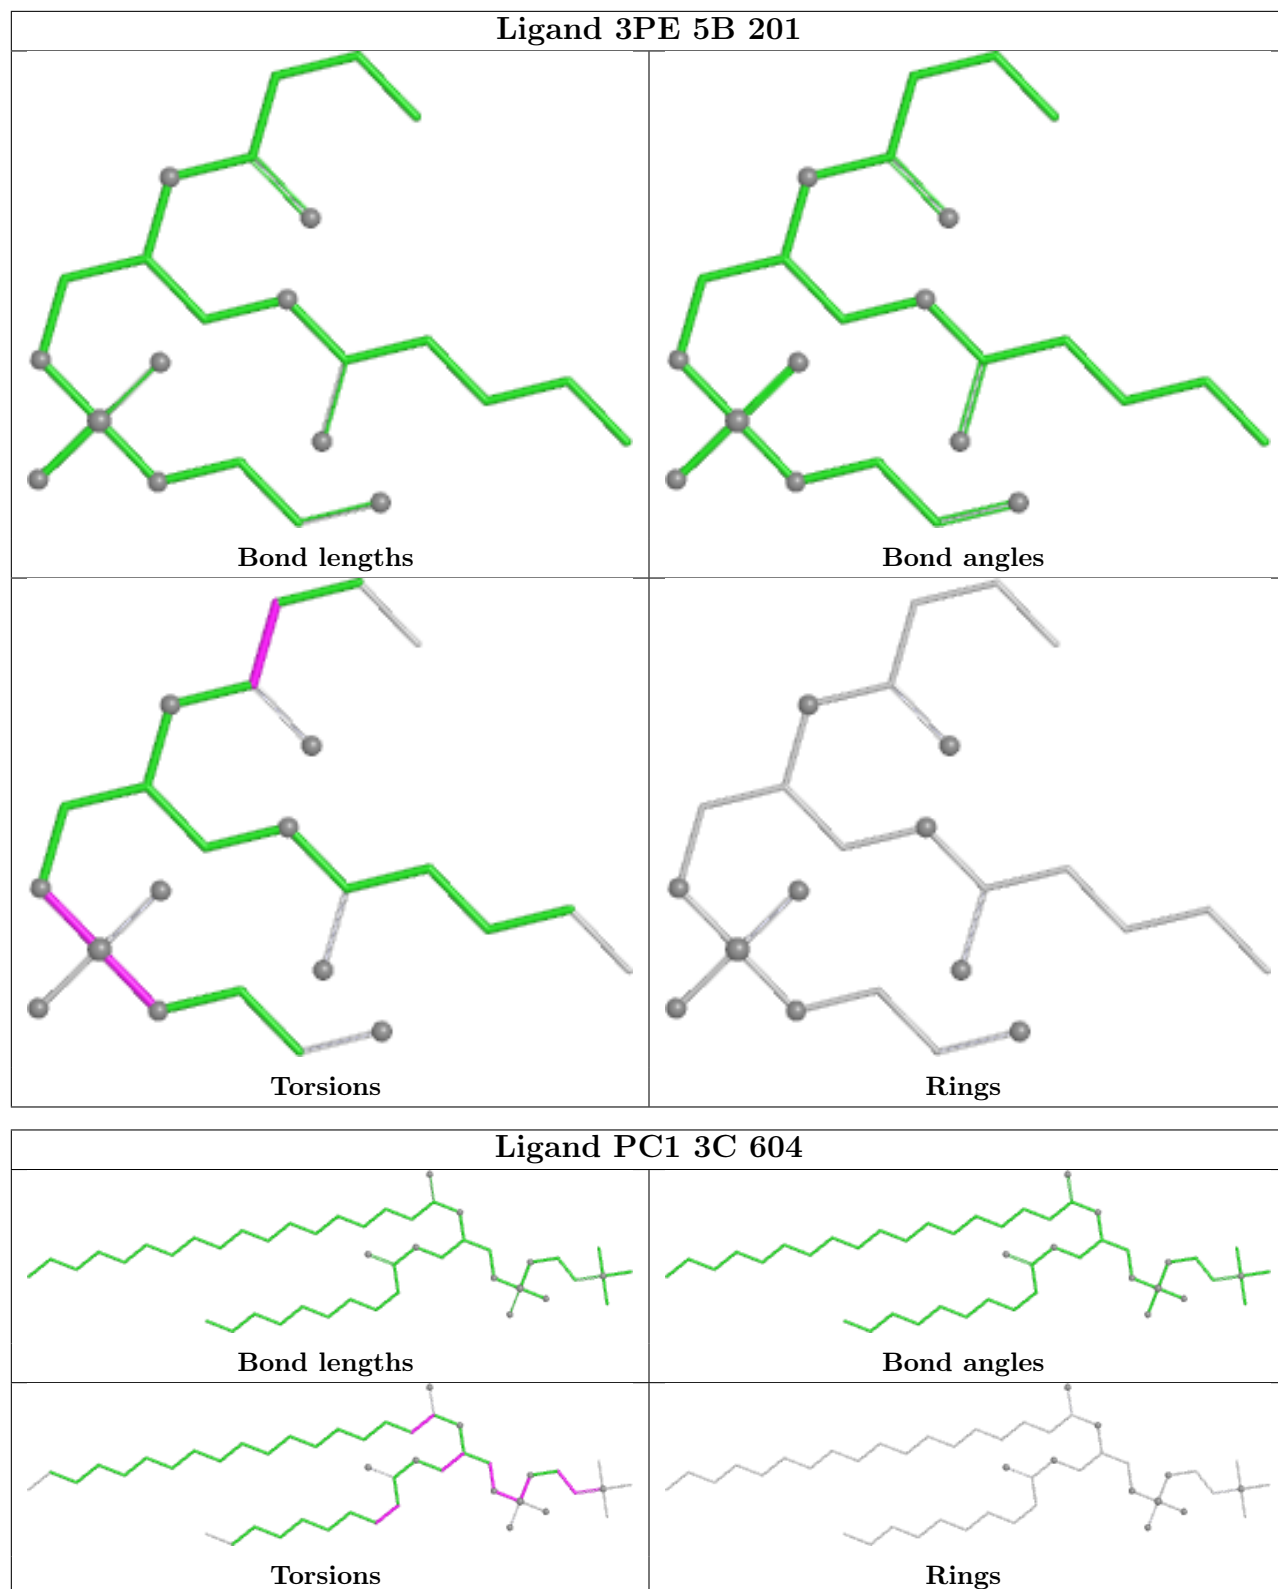 Ligand 3PE 5B 201
Bond lengths
Bond angles
Torsions
Rings
Ligand PC1 3C 604
Bond lengths
Bond angles
Torsions
Rings